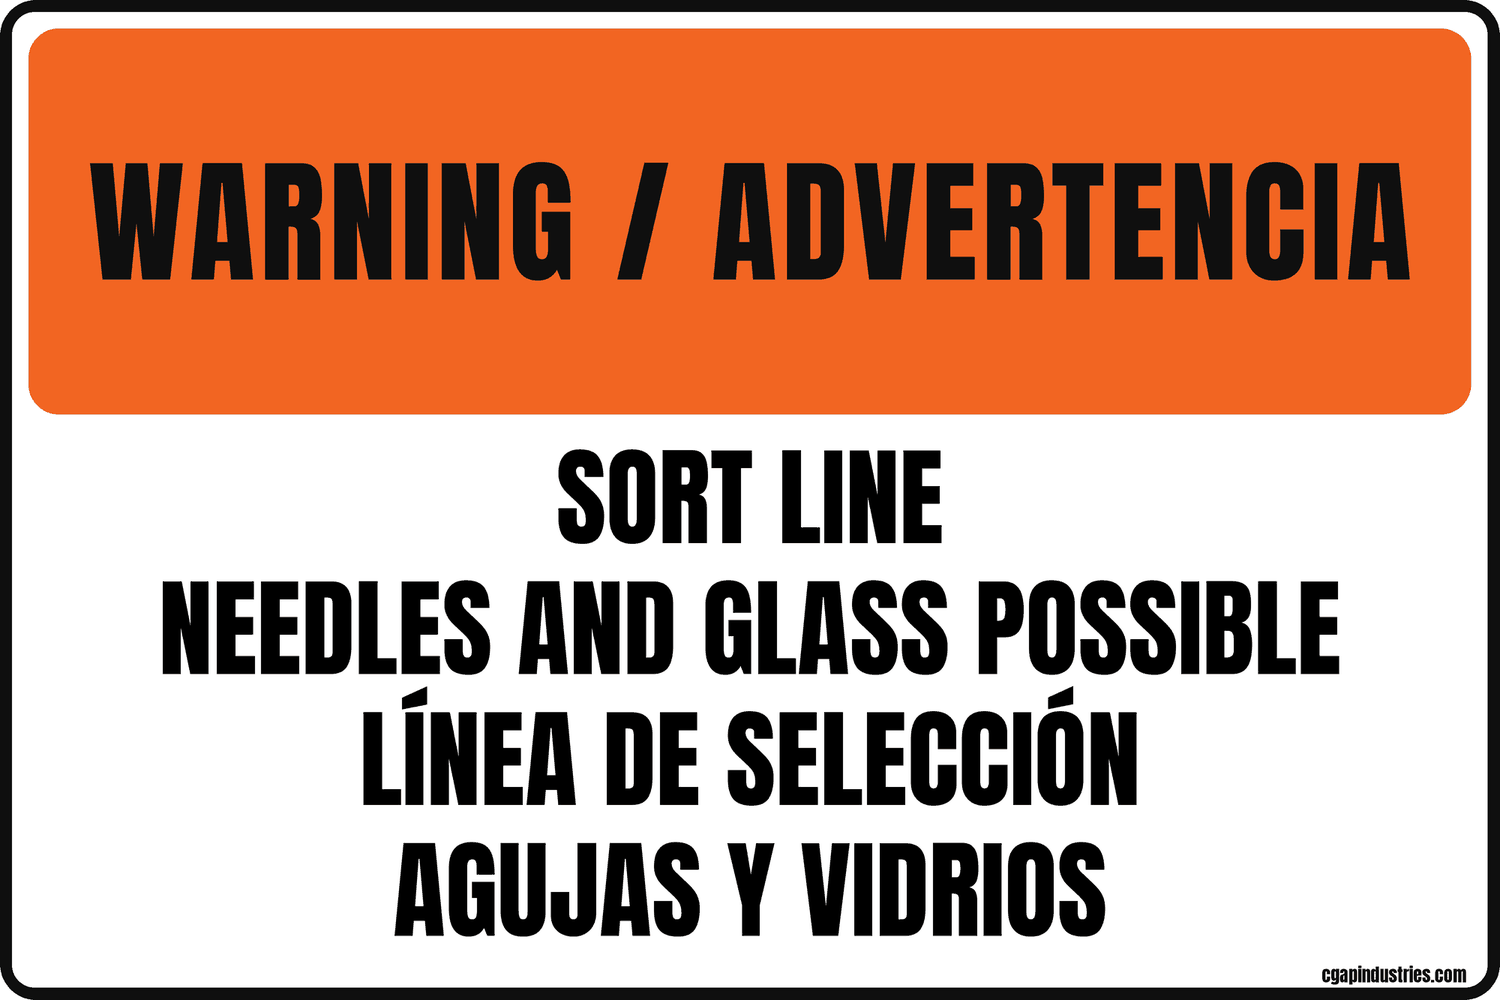 WARNING / ADVERTENCIA
SORT LINE
NEEDLES AND GLASS POSSIBLE
LÍNEA DE SELECCIÓN
AGUJAS Y VIDRIOS
cgapindustries.com